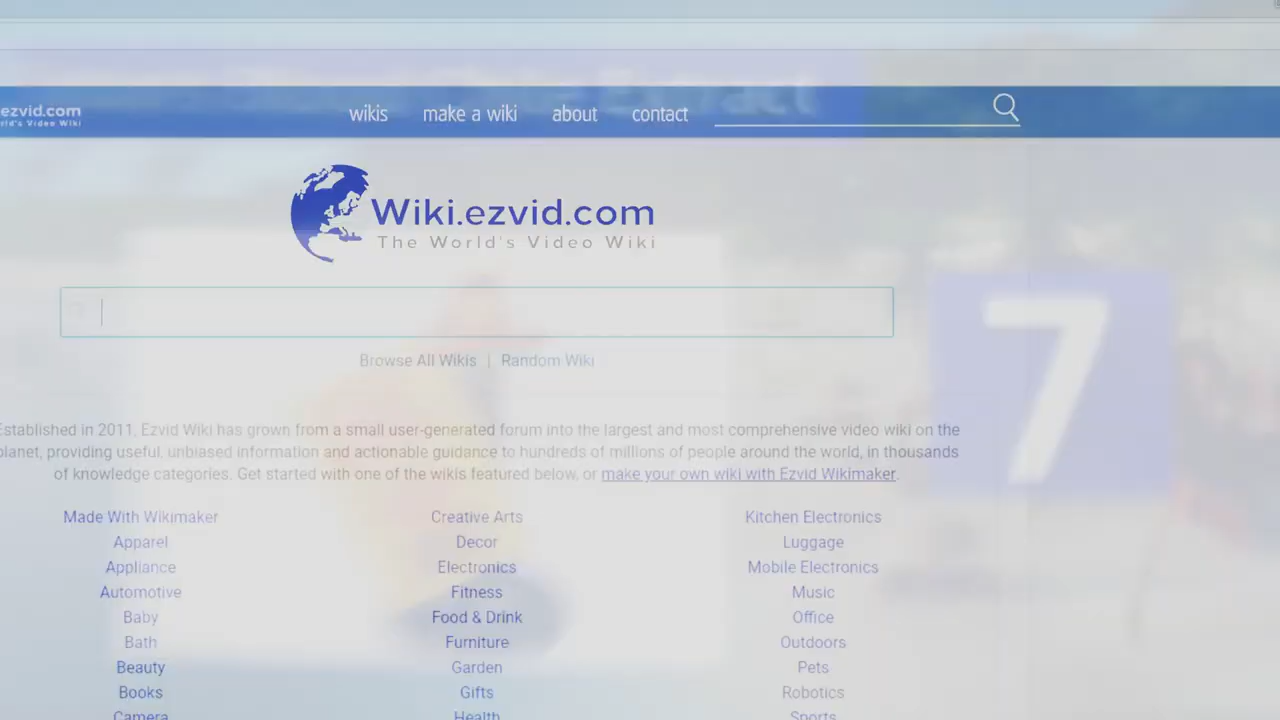 ezvid.com
wikis make a wiki about contact
Wiki.ezvid.com
The World's Video Wiki
Browse All Wikis | Random Wiki
Established in 2011, Ezvid Wiki has grown from a small user-generated forum into the largest and most comprehensive video wiki on the
planet, providing useful, unbiased information and actionable guidance to hundreds of millions of people around the world, in thousands
of knowledge categories. Get started with one of the wikis featured below, or make your own wiki with Ezvid Wikimaker.
7
Made With Wikimaker Creative Arts Kitchen Electronics
Apparel Decor Luggage
Appliance Electronics Mobile Electronics
Automotive Fitness Music
Baby Food & Drink Office
Bath Furniture Outdoors
Beauty Garden Pets
Books Gifts Robotics
Camera Health Sports